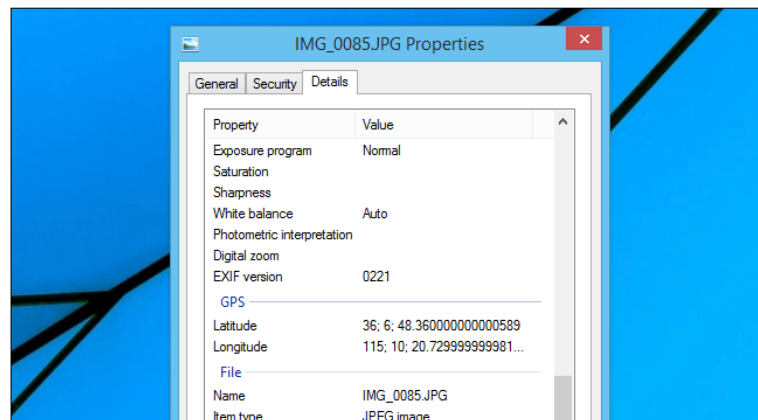 IMG_0085.JPG Properties
General Security Details
Property Value
Exposure program Normal
Saturation
Sharpness
White balance Auto
Photometric interpretation
Digital zoom
EXIF version 0221
GPS
Latitude 36; 6; 48.360000000000589
Longitude 115; 10; 20.729999999981...
File
Name IMG_0085.JPG
Item type JPEG image